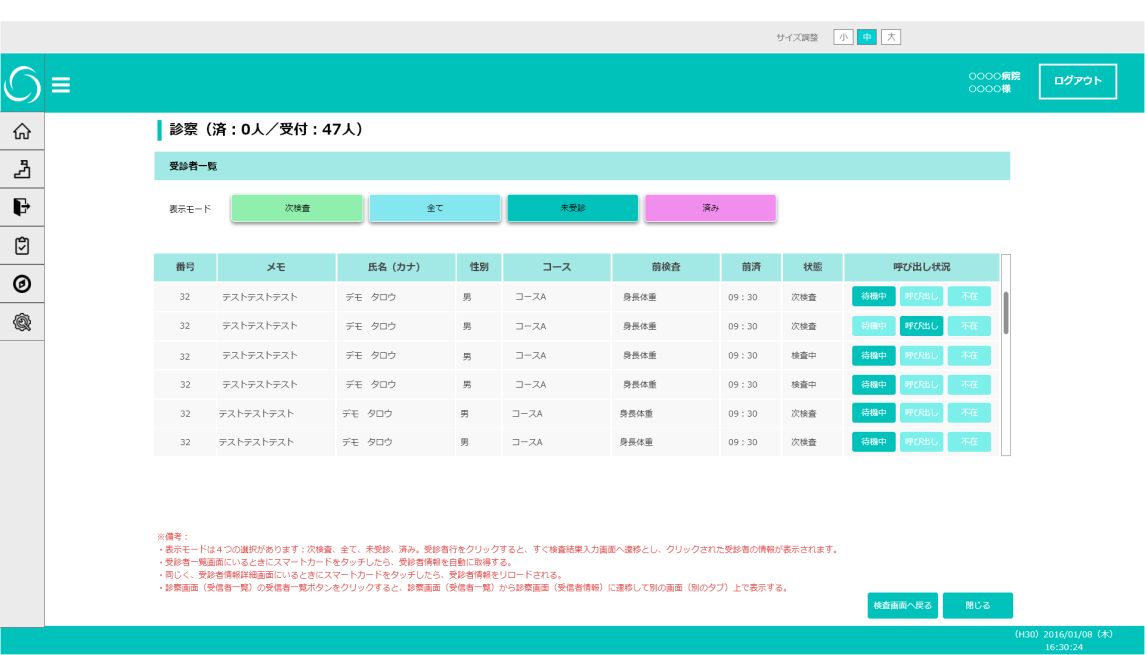 サイズ調整 小 中 大
○○○○病院
○○○○様
ログアウト
診察（済：0人／受付：47人）
受診者一覧
表示モード 次検査 全て 未受診 済み
番号 メモ 氏名（カナ） 性別 コース 前検査 前済 状態 呼び出し状況
32 テストテストテスト デモ　タロウ 男 コースA 身長体重 09：30 次検査 待機中 呼び出し 不在
32 テストテストテスト デモ　タロウ 男 コースA 身長体重 09：30 次検査 待機中 呼び出し 不在
32 テストテストテスト デモ　タロウ 男 コースA 身長体重 09：30 検査中 待機中 呼び出し 不在
32 テストテストテスト デモ　タロウ 男 コースA 身長体重 09：30 検査中 待機中 呼び出し 不在
32 テストテストテスト デモ　タロウ 男 コースA 身長体重 09：30 次検査 待機中 呼び出し 不在
32 テストテストテスト デモ　タロウ 男 コースA 身長体重 09：30 次検査 待機中 呼び出し 不在
※備考：
・表示モードは４つの選択があります：次検査、全て、未受診、済み。受診者行をクリックすると、すぐ検査結果入力画面へ遷移とし、クリックされた受診者の情報が表示されます。
・受診者一覧画面にいるときにスマートカードをタッチしたら、受診者情報を自動に取得する。
・同じく、受診者情報詳細画面にいるときにスマートカードをタッチしたら、受診者情報をリロードされる。
・診察画面（受信者一覧）の受信者一覧ボタンをクリックすると、診察画面（受信者一覧）から診察画面（受信者情報）に遷移して別の画面（別のタブ）上で表示する。
検査画面へ戻る 閉じる
（H30）2016/01/08（木）
16:30:24